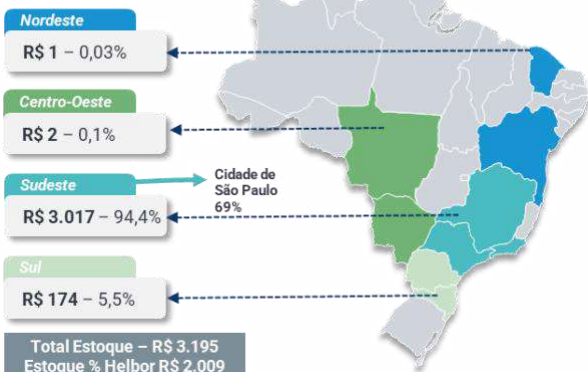 Nordeste
R$ 1 – 0,03%
Centro-Oeste
R$ 2 – 0,1%
Sudeste
Cidade de
São Paulo
69%
R$ 3.017 – 94,4%
Sul
R$ 174 – 5,5%
Total Estoque – R$ 3.195
Estoque % Helbor R$ 2.009